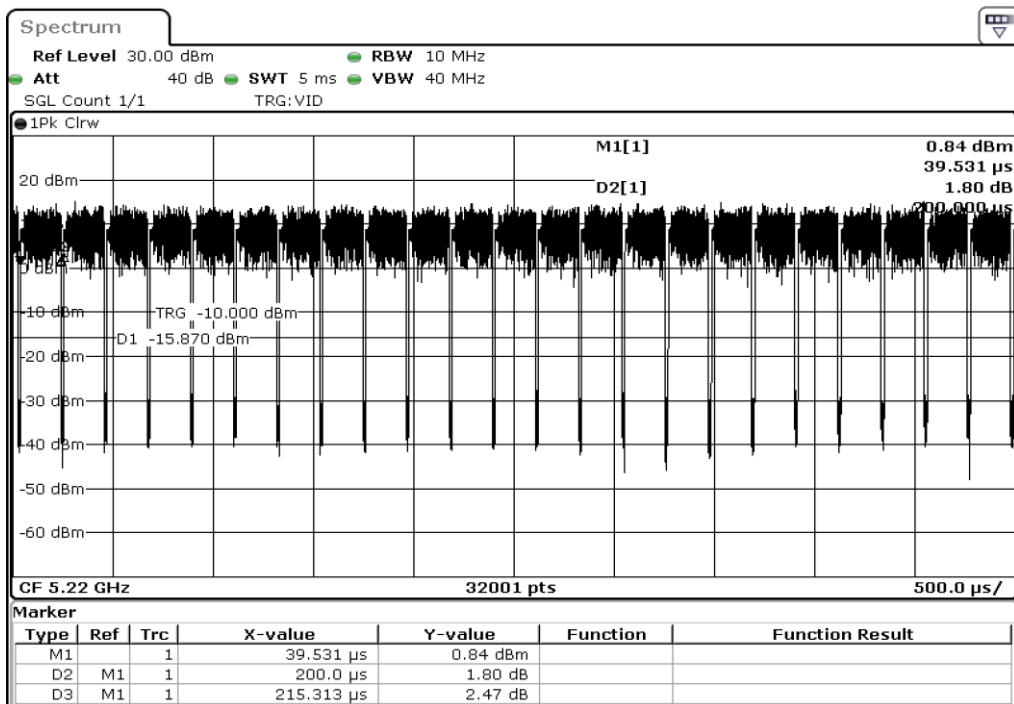 Spectrum
Ref Level 30.00 dBm RBW 10 MHz
Att 40 dB SWT 5 ms VBW 40 MHz
SGL Count 1/1 TRG:VID
1Pk Clrw
M1[1] 0.84 dBm
39.531 µs
20 dBm D2[1] 1.80 dB
200.000 µs
0 dBm
-10 dBm TRG -10.000 dBm
D1 -15.870 dBm
-20 dBm
-30 dBm
-40 dBm
-50 dBm
-60 dBm
CF 5.22 GHz 32001 pts 500.0 µs/
Marker
Type Ref Trc X-value Y-value Function Function Result
M1 1 39.531 µs 0.84 dBm
D2 M1 1 200.0 µs 1.80 dB
D3 M1 1 215.313 µs 2.47 dB